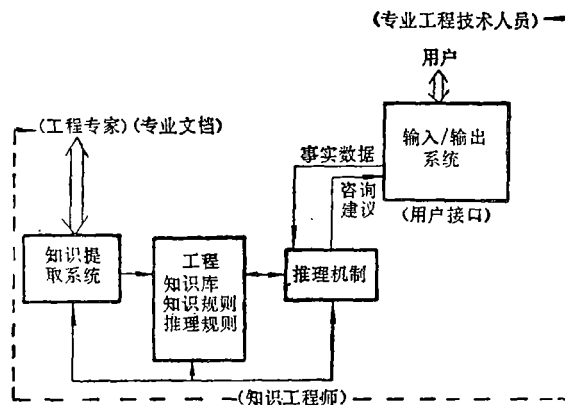 (专业工程技术人员)
用户
(工程专家)(专业文档)
输入/输出
系统
事实数据
咨询
建议
(用户接口)
知识提
取系统
工程
知识库
知识规则
推理规则
推理机制
(知识工程师)